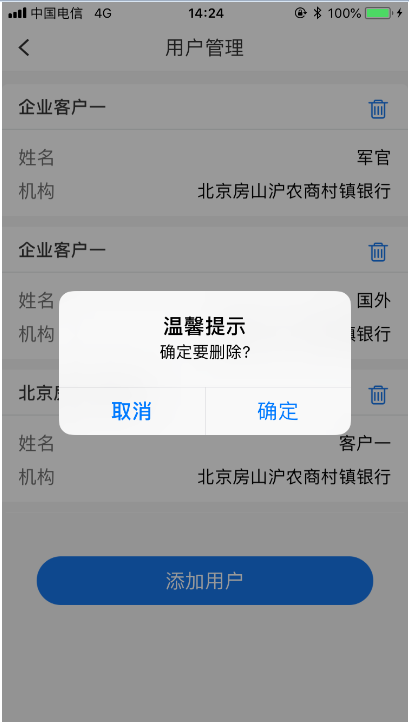 中国电信 4G 14:24 100%
用户管理
企业客户一
姓名 军官
机构 北京房山沪农商村镇银行
企业客户一
姓名 国外
机构 镇银行
温馨提示
确定要删除?
取消 确定
北京房
姓名 客户一
机构 北京房山沪农商村镇银行
添加用户